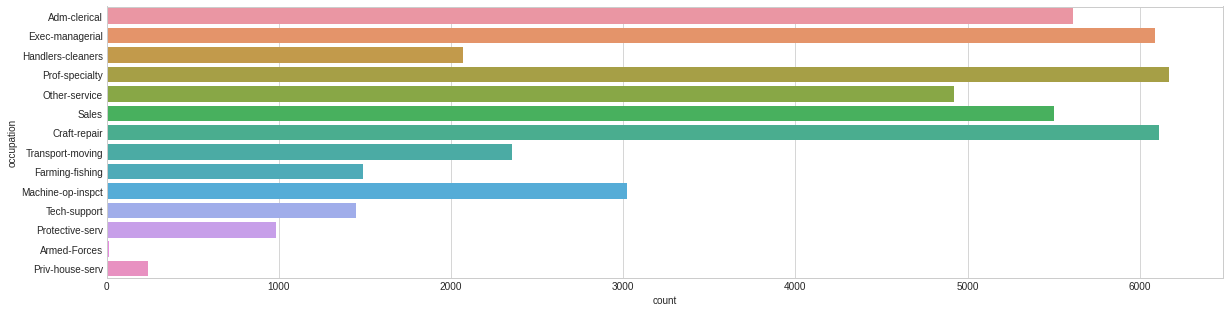 Adm-clerical
Exec-managerial
Handlers-cleaners
Prof-specialty
Other-service
Sales
Craft-repair
Transport-moving
Farming-fishing
Machine-op-inspct
Tech-support
Protective-serv
Armed-Forces
Priv-house-serv
occupation
0 1000 2000 3000 4000 5000 6000
count